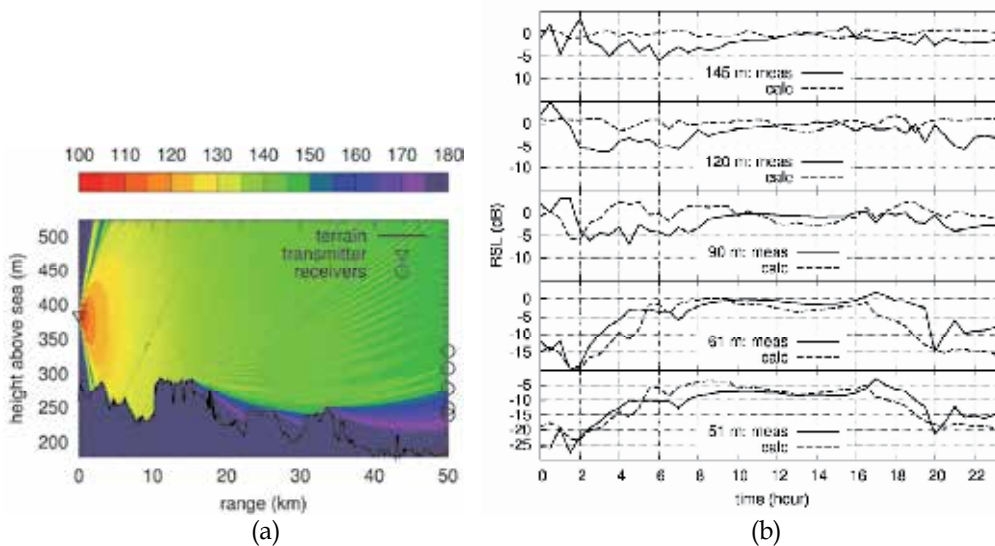 100 110 120 130 140 150 160 170 180
500
450
400
350
300
250
200
height above sea (m)
terrain
transmitter
receivers
0 10 20 30 40 50
range (km)
(a)
0
-5
10
15
145 m: meas
calc
0
-5
-10
120 m: meas
calc
0
-5
10
90 m: meas
calc
RSL (dB)
0
-5
-10
-15
61 m: meas
calc
-5
-10
-15
-20
-25
51 m: meas
calc
0 2 4 6 8 10 12 14 16 18 20 22
time (hour)
(b)